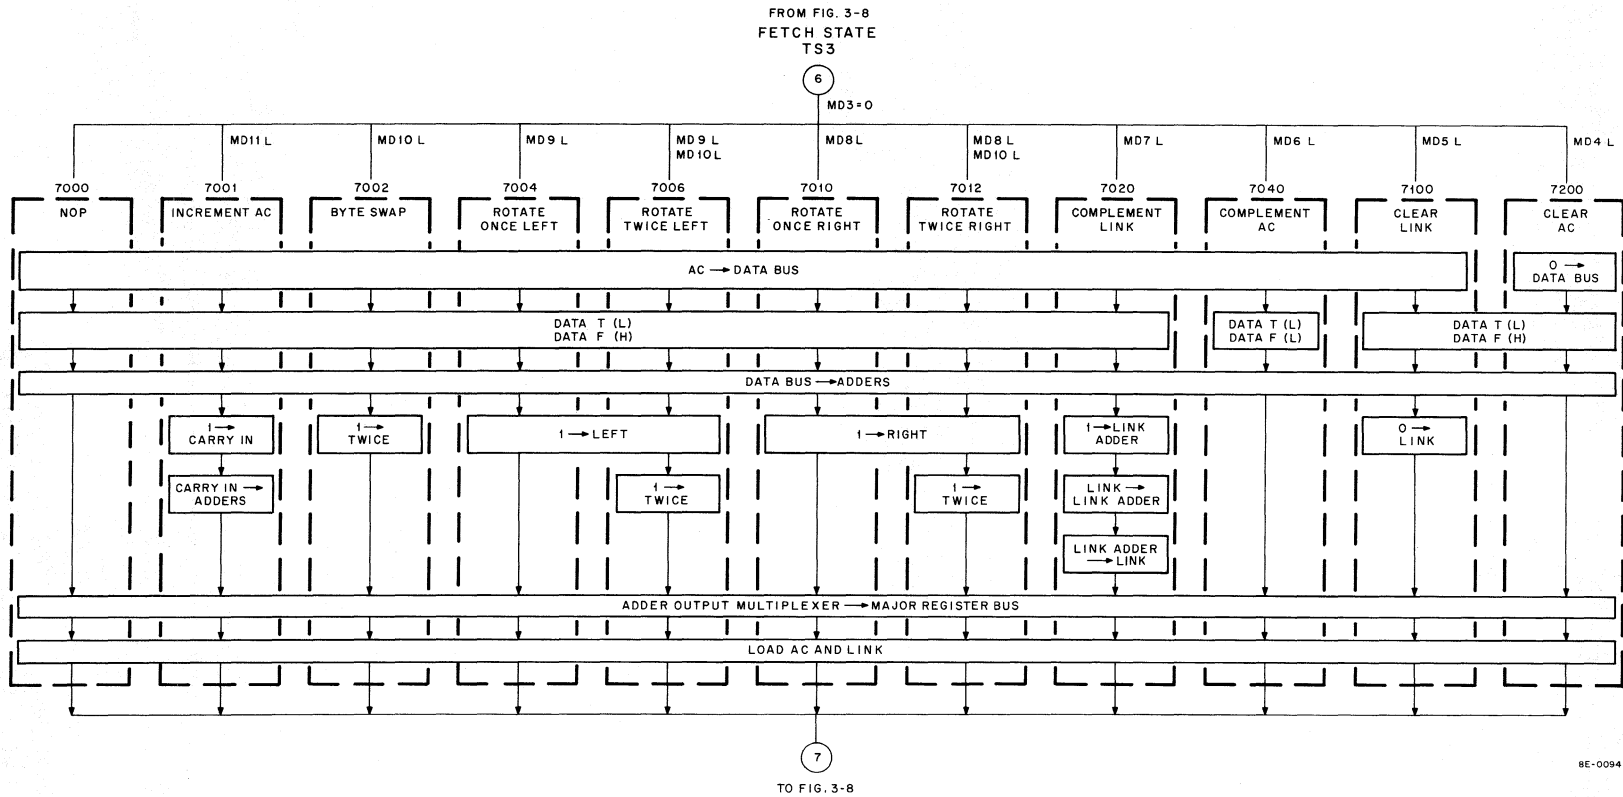 FROM FIG. 3-8
FETCH STATE
TS3
6
MD3=0
MD11 L
MD10 L
MD9 L
MD9 L
MD10L
MD8L
MD8L
MD10 L
MD7 L
MD6 L
MD5 L
MD4 L
7000
7001
7002
7004
7006
7010
7012
7020
7040
7100
7200
NOP
INCREMENT AC
BYTE SWAP
ROTATE
ONCE LEFT
ROTATE
TWICE LEFT
ROTATE
ONCE RIGHT
ROTATE
TWICE RIGHT
COMPLEMENT
LINK
COMPLEMENT
AC
CLEAR
LINK
CLEAR
AC
AC → DATA BUS
0 →
DATA BUS
DATA T (L)
DATA F (H)
DATA T (L)
DATA F (L)
DATA T (L)
DATA F (H)
DATA BUS → ADDERS
1 →
CARRY IN
1 →
TWICE
1 → LEFT
1 → RIGHT
1 → LINK
ADDER
0 →
LINK
CARRY IN →
ADDERS
1 →
TWICE
1 →
TWICE
LINK →
LINK ADDER
LINK ADDER
→ LINK
ADDER OUTPUT MULTIPLEXER → MAJOR REGISTER BUS
LOAD AC AND LINK
7
TO FIG. 3-8
8E-0094